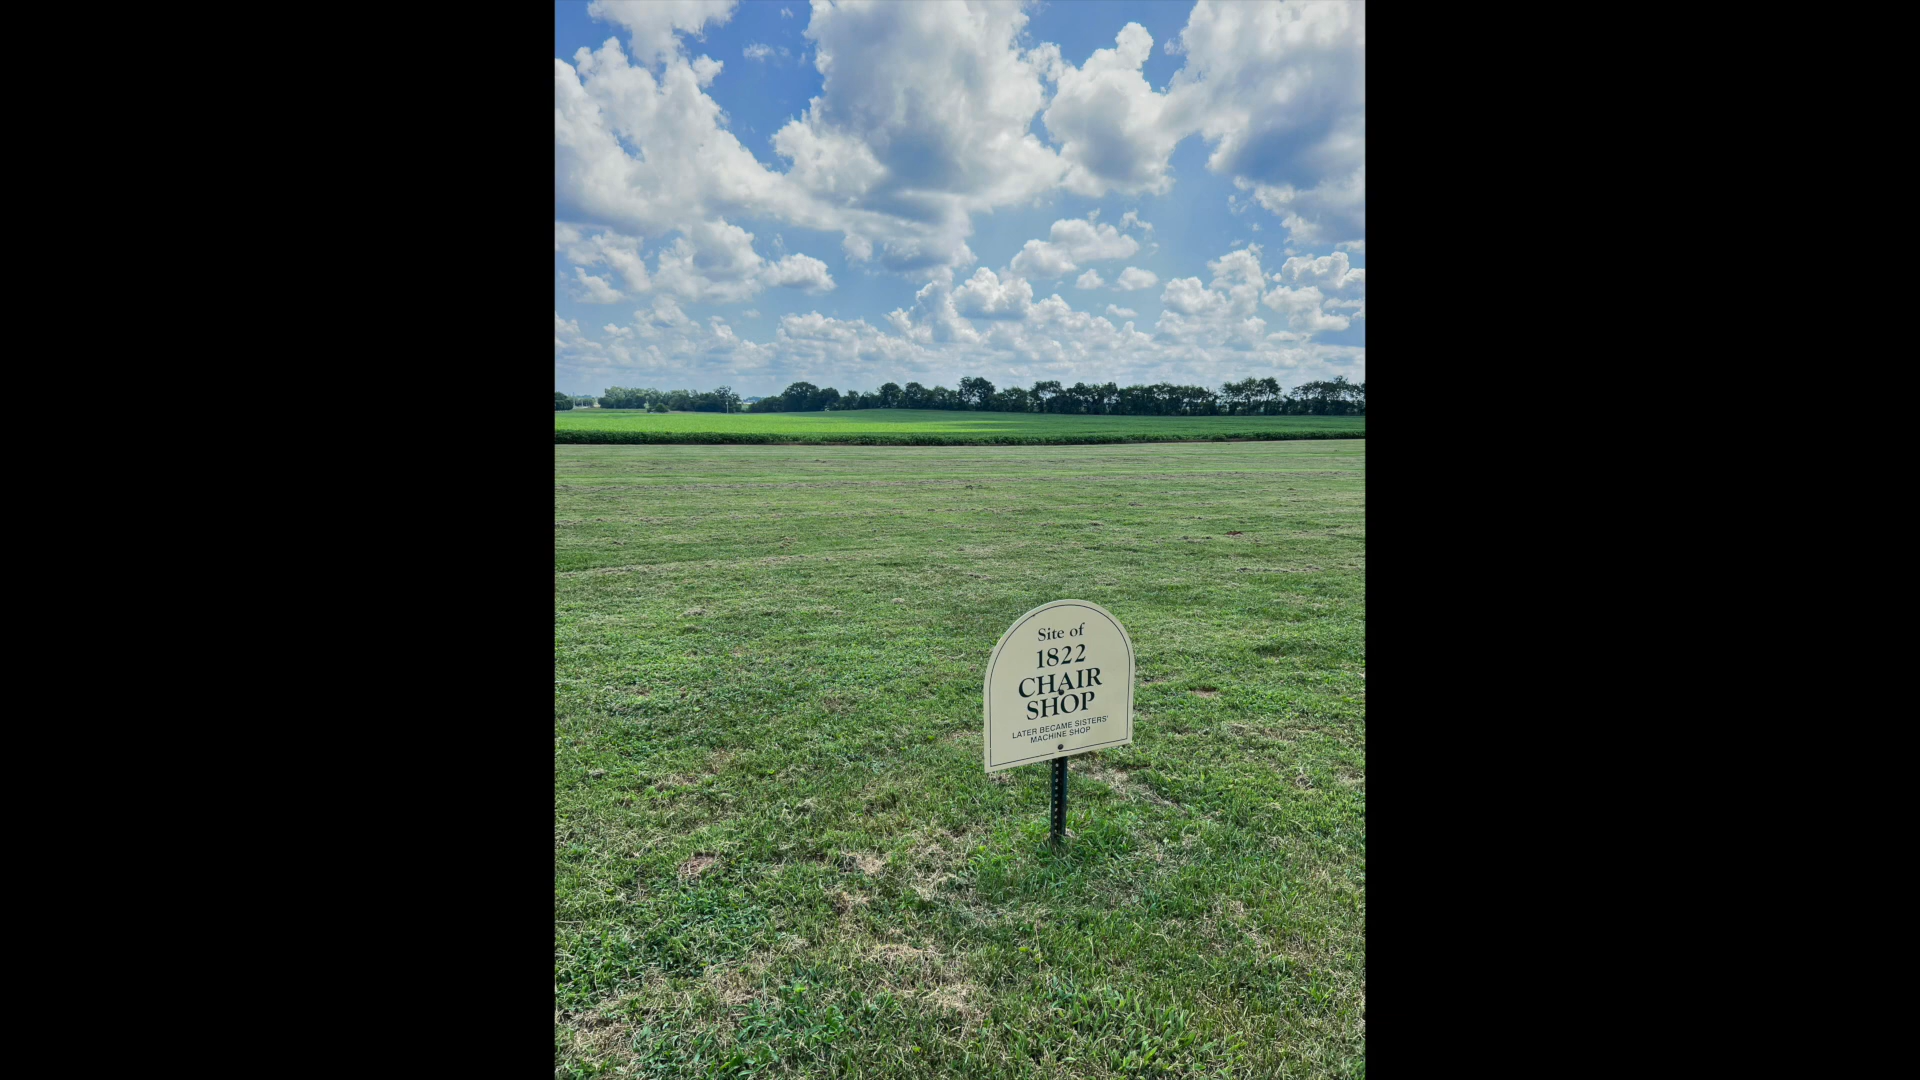 Site of
1822
CHAIR
SHOP
LATER BECAME SISTERS'
MACHINE SHOP